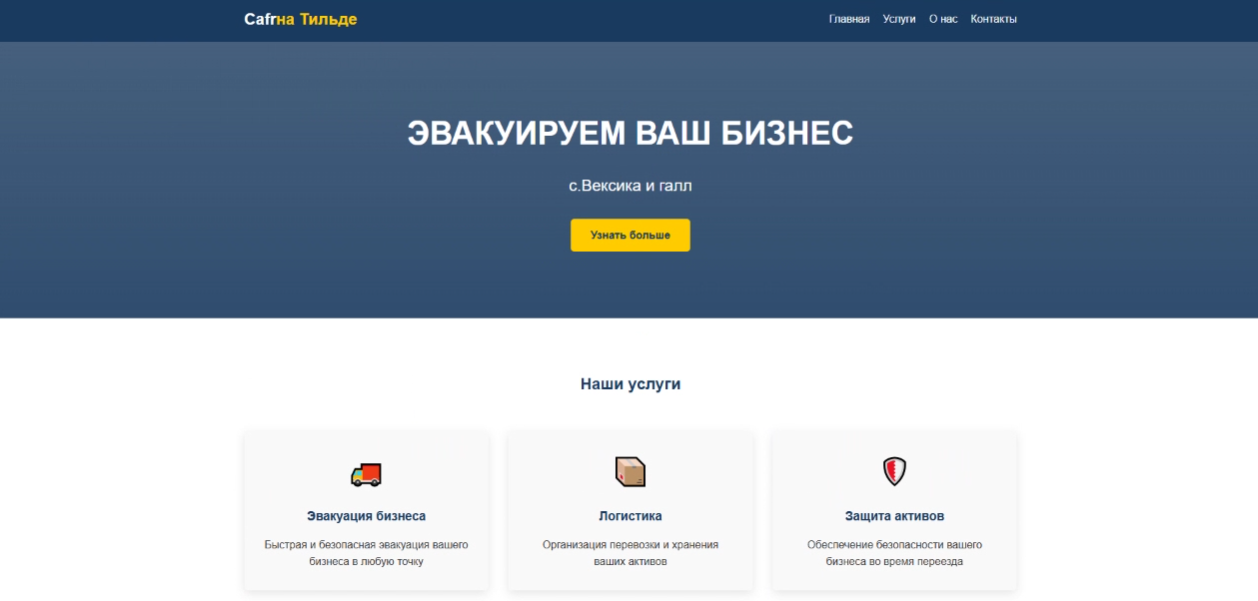 Cafrна Тильде
Главная Услуги О нас Контакты
ЭВАКУИРУЕМ ВАШ БИЗНЕС
с.Вексика и галл
Узнать больше
Наши услуги
Эвакуация бизнеса
Быстрая и безопасная эвакуация вашего
бизнеса в любую точку
Логистика
Организация перевозки и хранения
ваших активов
Защита активов
Обеспечение безопасности вашего
бизнеса во время переезда